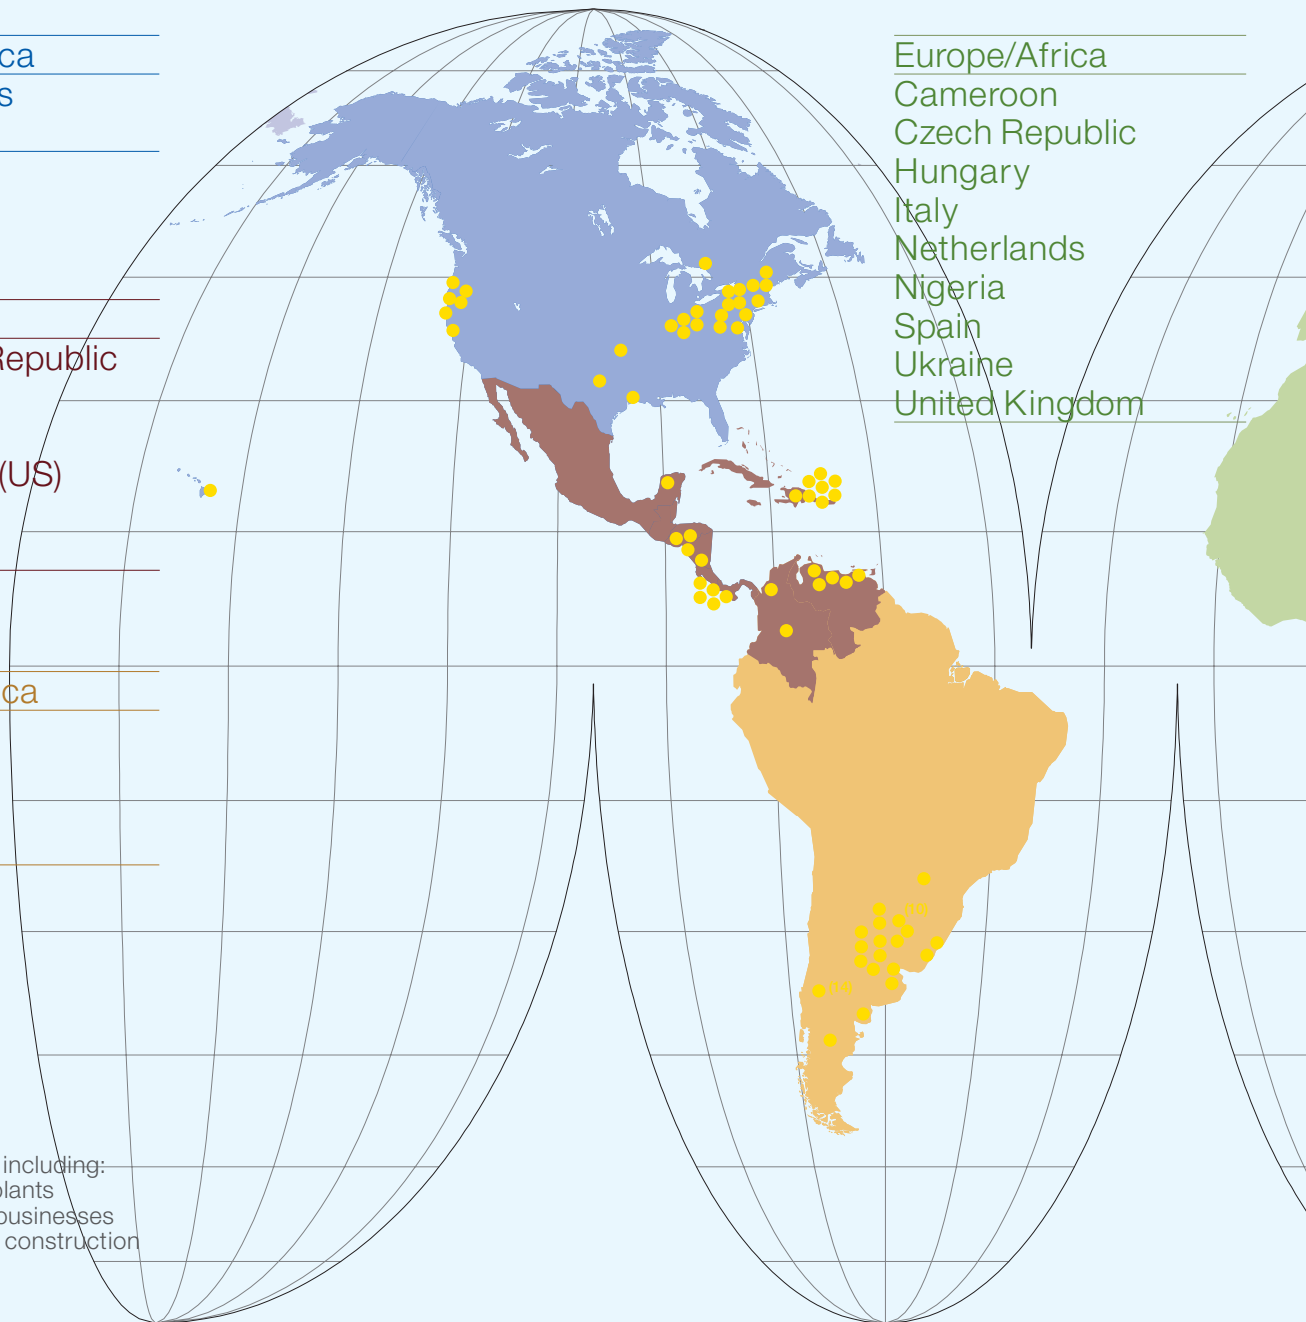 ca
s
Republic
(US)
ca
including:
plants
businesses
construction
Europe/Africa
Cameroon
Czech Republic
Hungary
Italy
Netherlands
Nigeria
Spain
Ukraine
United Kingdom
(10)
(14)